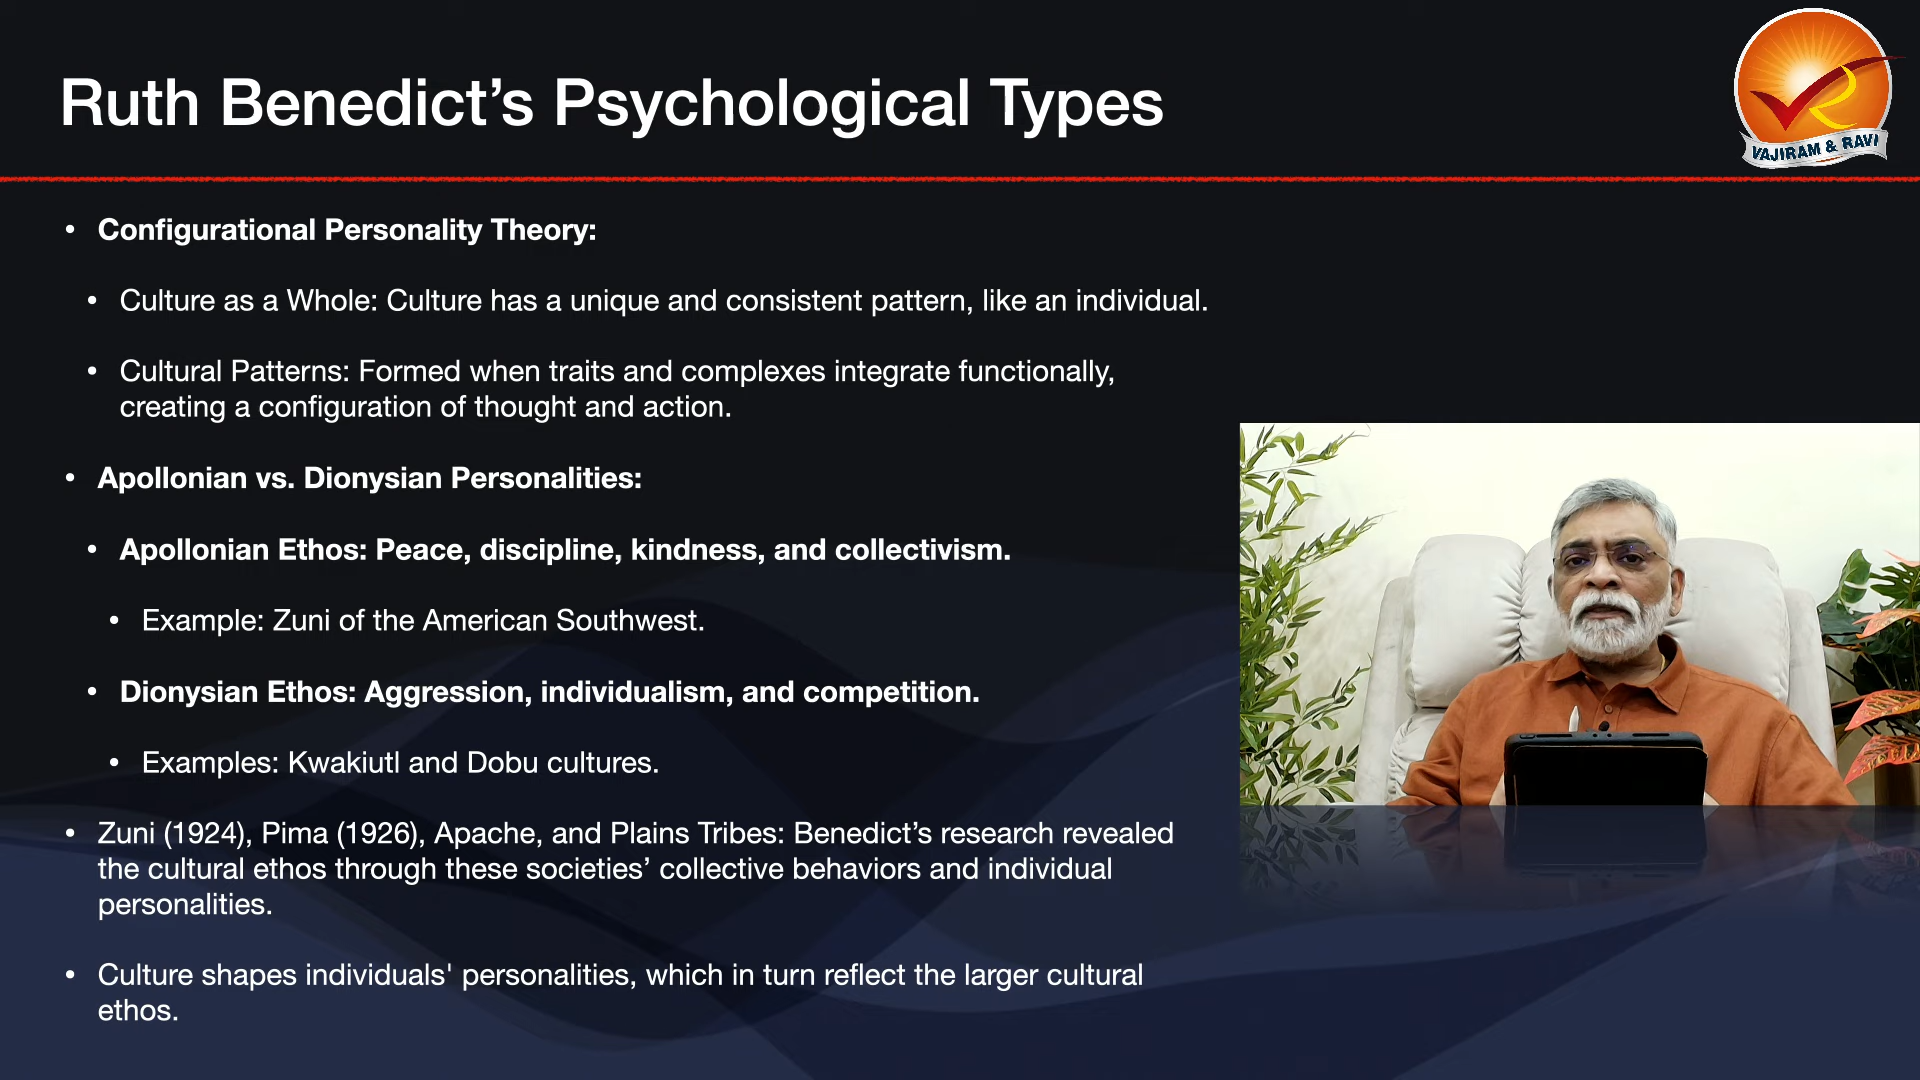 Ruth Benedict’s Psychological Types
VAJIRAM & RAVI
• Configurational Personality Theory:
• Culture as a Whole: Culture has a unique and consistent pattern, like an individual.
• Cultural Patterns: Formed when traits and complexes integrate functionally,
creating a configuration of thought and action.
• Apollonian vs. Dionysian Personalities:
• Apollonian Ethos: Peace, discipline, kindness, and collectivism.
• Example: Zuni of the American Southwest.
• Dionysian Ethos: Aggression, individualism, and competition.
• Examples: Kwakiutl and Dobu cultures.
• Zuni (1924), Pima (1926), Apache, and Plains Tribes: Benedict’s research revealed
the cultural ethos through these societies’ collective behaviors and individual
personalities.
• Culture shapes individuals' personalities, which in turn reflect the larger cultural
ethos.